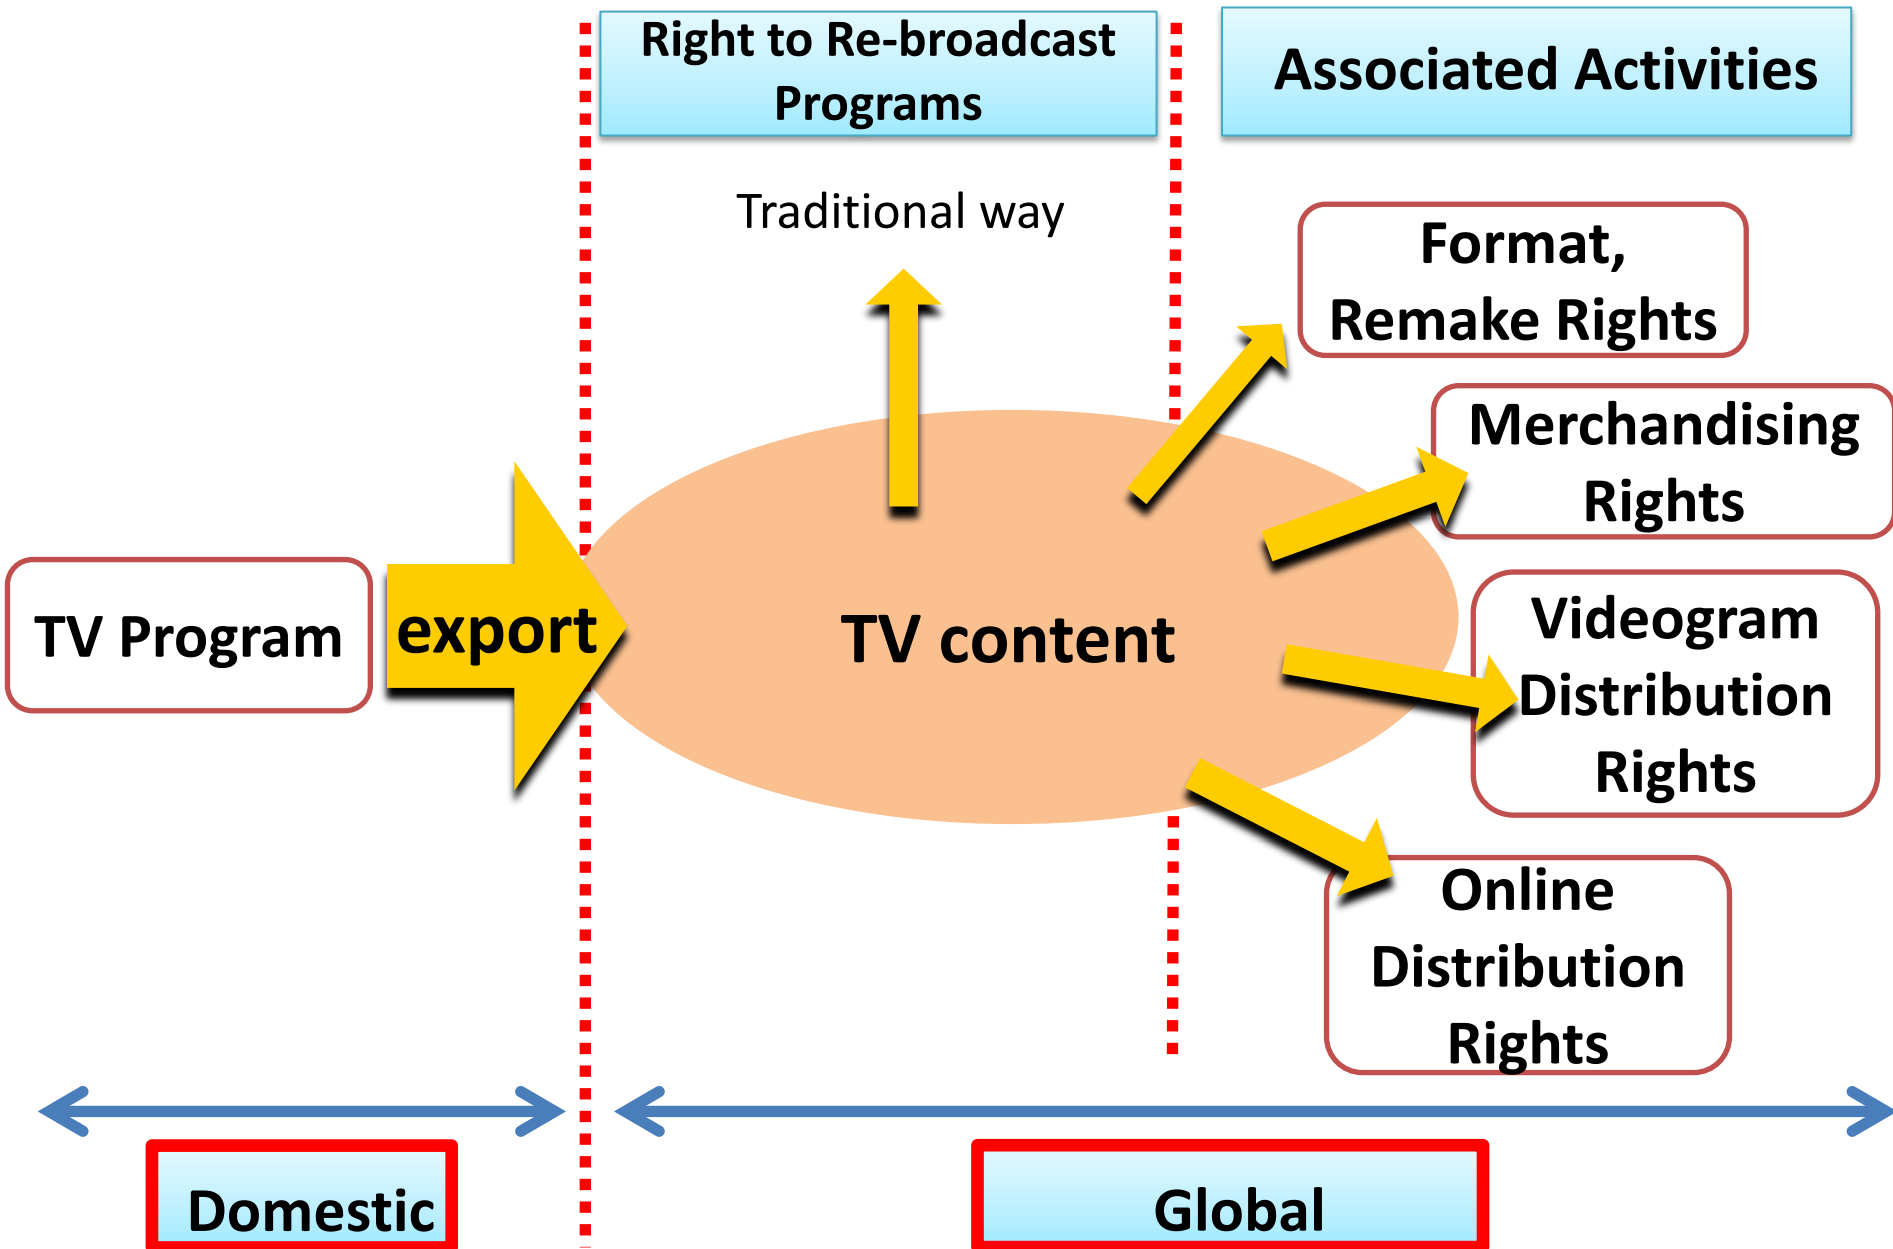 Right to Re-broadcast
Programs
Associated Activities
Traditional way
Format,
Remake Rights
Merchandising
Rights
TV Program
export
TV content
Videogram
Distribution
Rights
Online
Distribution
Rights
Domestic
Global